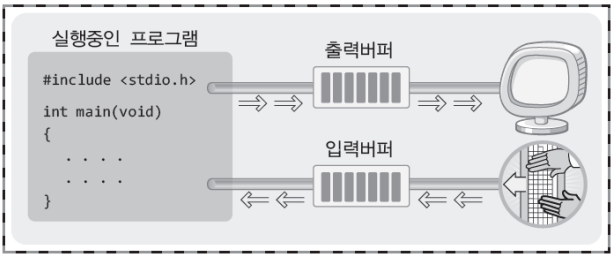 실행중인 프로그램
출력버퍼
#include <stdio.h>
int main(void)
{
. . . .
. . . .
}
입력버퍼